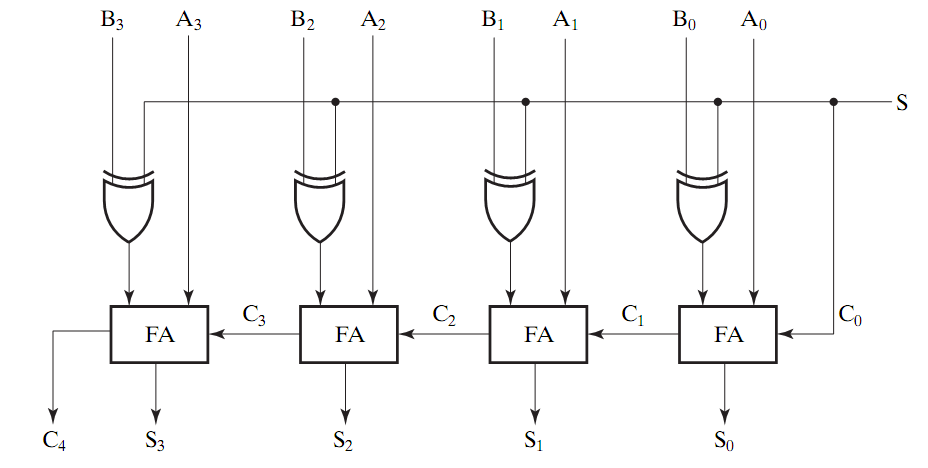 B₃ A₃ B₂ A₂ B₁ A₁ B₀ A₀
S
C₃ C₂ C₁ C₀
FA FA FA FA
C₄ S₃ S₂ S₁ S₀